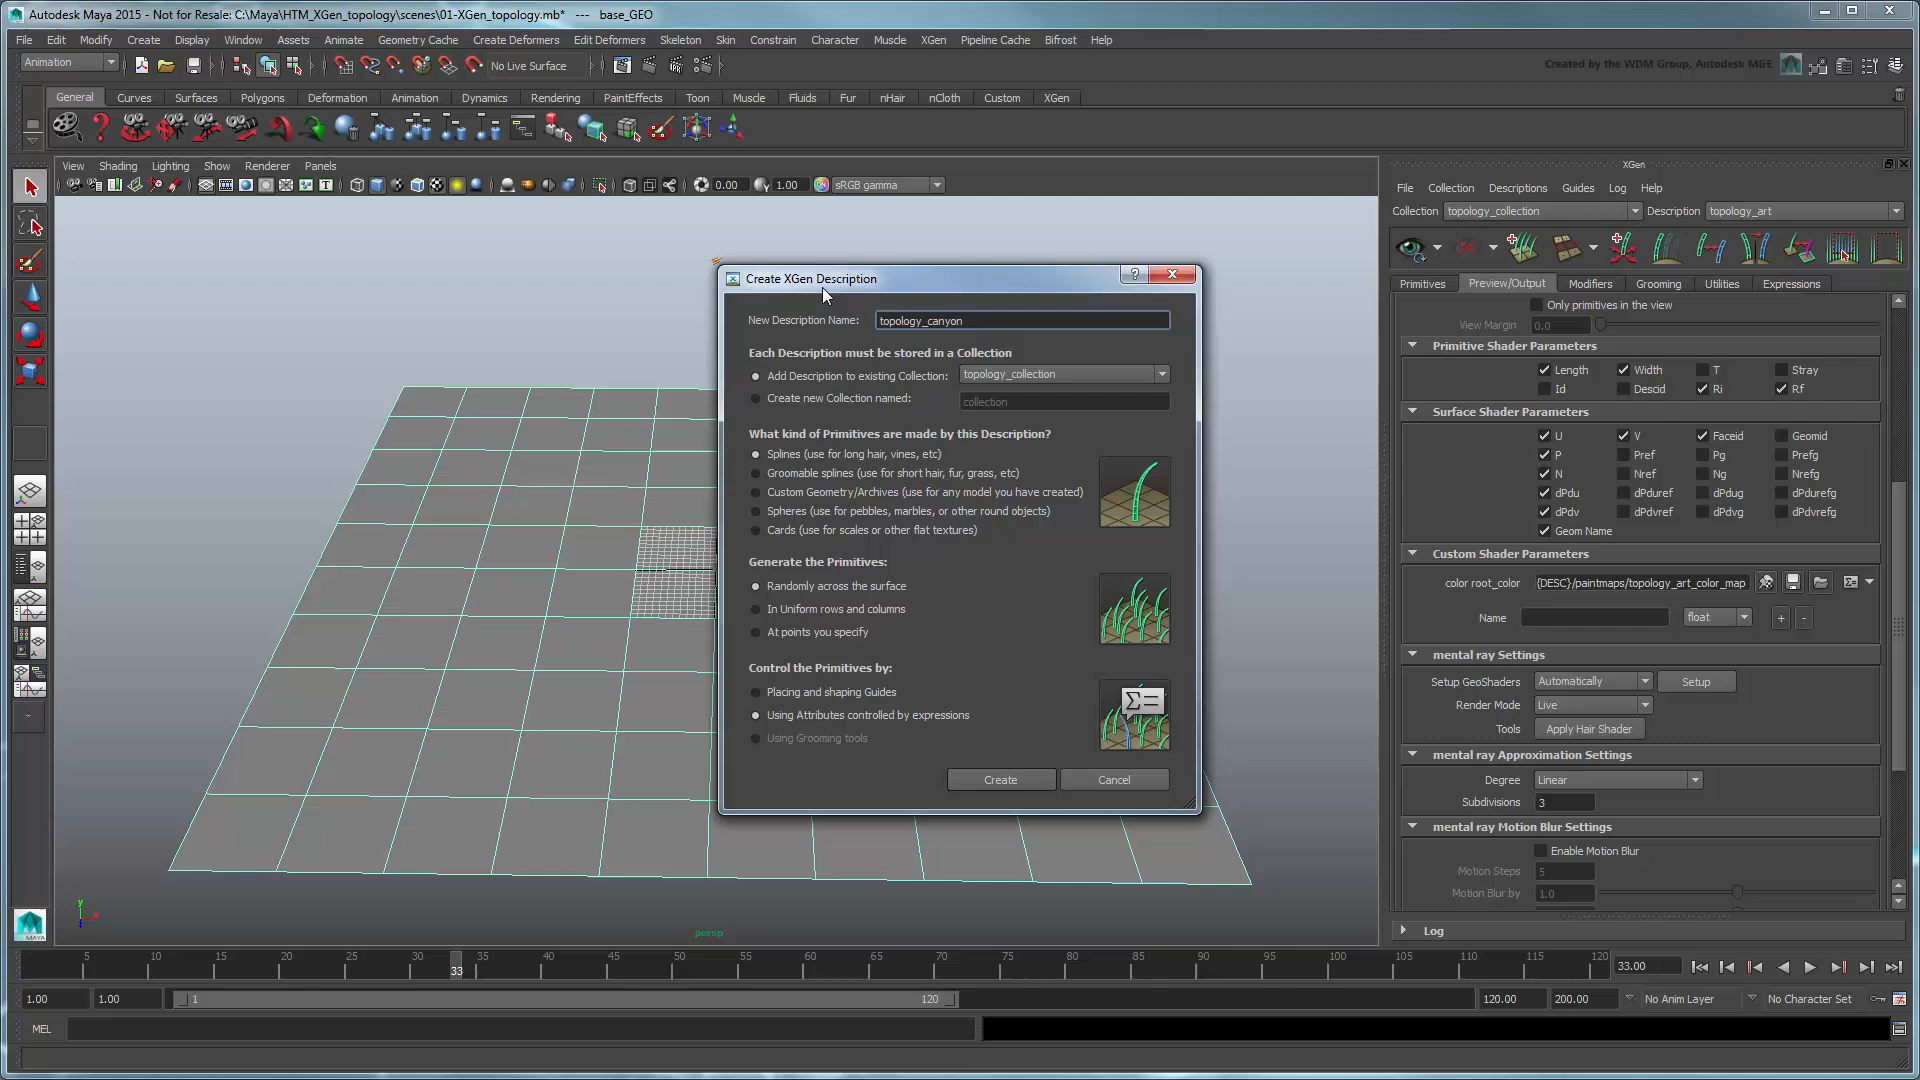 Autodesk Maya 2015 - Not for Resale: C:\Maya\HTM_XGen_topology\scenes\01-XGen_topology.mb* --- base_GEO
File Edit Modify Create Display Window Assets Animate Geometry Cache Create Deformers Edit Deformers Skeleton Skin Constrain Character Muscle XGen Pipeline Cache Bifrost Help
Animation No Live Surface Created by the WDM Group, Autodesk M&E
General Curves Surfaces Polygons Deformation Animation Dynamics Rendering PaintEffects Toon Muscle Fluids Fur nHair nCloth Custom XGen
View Shading Lighting Show Renderer Panels
0.00 1.00 sRGB gamma
XGen
File Collection Descriptions Guides Log Help
Collection topology_collection Description topology_art
Primitives Preview/Output Modifiers Grooming Utilities Expressions
Only primitives in the view
View Margin 0.0
Primitive Shader Parameters
Length Width T Stray
Id Descid Ri Rf
Surface Shader Parameters
U V Faceid Geomid
P Pref Pg Prefg
N Nref Ng Nrefg
dPdu dPduref dPdug dPdurefg
dPdv dPdvref dPdvg dPdvrefg
Geom Name
Custom Shader Parameters
color root_color {DESC}/paintmaps/topology_art_color_map
Name float + -
mental ray Settings
Setup GeoShaders Automatically Setup
Render Mode Live
Tools Apply Hair Shader
mental ray Approximation Settings
Degree Linear
Subdivisions 3
mental ray Motion Blur Settings
Enable Motion Blur
Motion Steps 5
Motion Blur by 1.0
Log
Create XGen Description
New Description Name: topology_canyon
Each Description must be stored in a Collection
Add Description to existing Collection: topology_collection
Create new Collection named: collection
What kind of Primitives are made by this Description?
Splines (use for long hair, vines, etc)
Groomable splines (use for short hair, fur, grass, etc)
Custom Geometry/Archives (use for any model you have created)
Spheres (use for pebbles, marbles, or other round objects)
Cards (use for scales or other flat textures)
Generate the Primitives:
Randomly across the surface
In Uniform rows and columns
At points you specify
Control the Primitives by:
Placing and shaping Guides
Using Attributes controlled by expressions
Σ=
Using Grooming tools
Create Cancel
y
x
persp
MAYA
5 10 15 20 25 30 35 40 45 50 55 60 65 70 75 80 85 90 95 100 105 110 115 120
33
33.00
1.00 1.00 1 120 120.00 200.00 No Anim Layer No Character Set
MEL